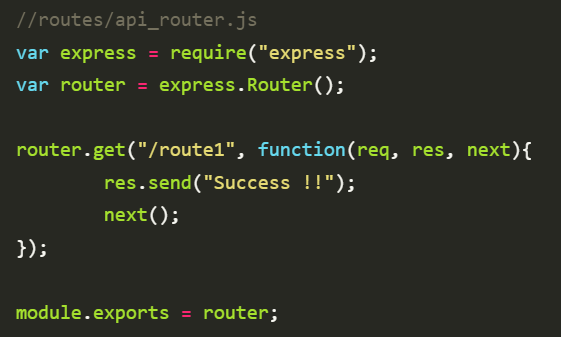 //routes/api_router.js
var express = require("express");
var router = express.Router();
router.get("/route1", function(req, res, next){
res.send("Success !!");
next();
});
module.exports = router;